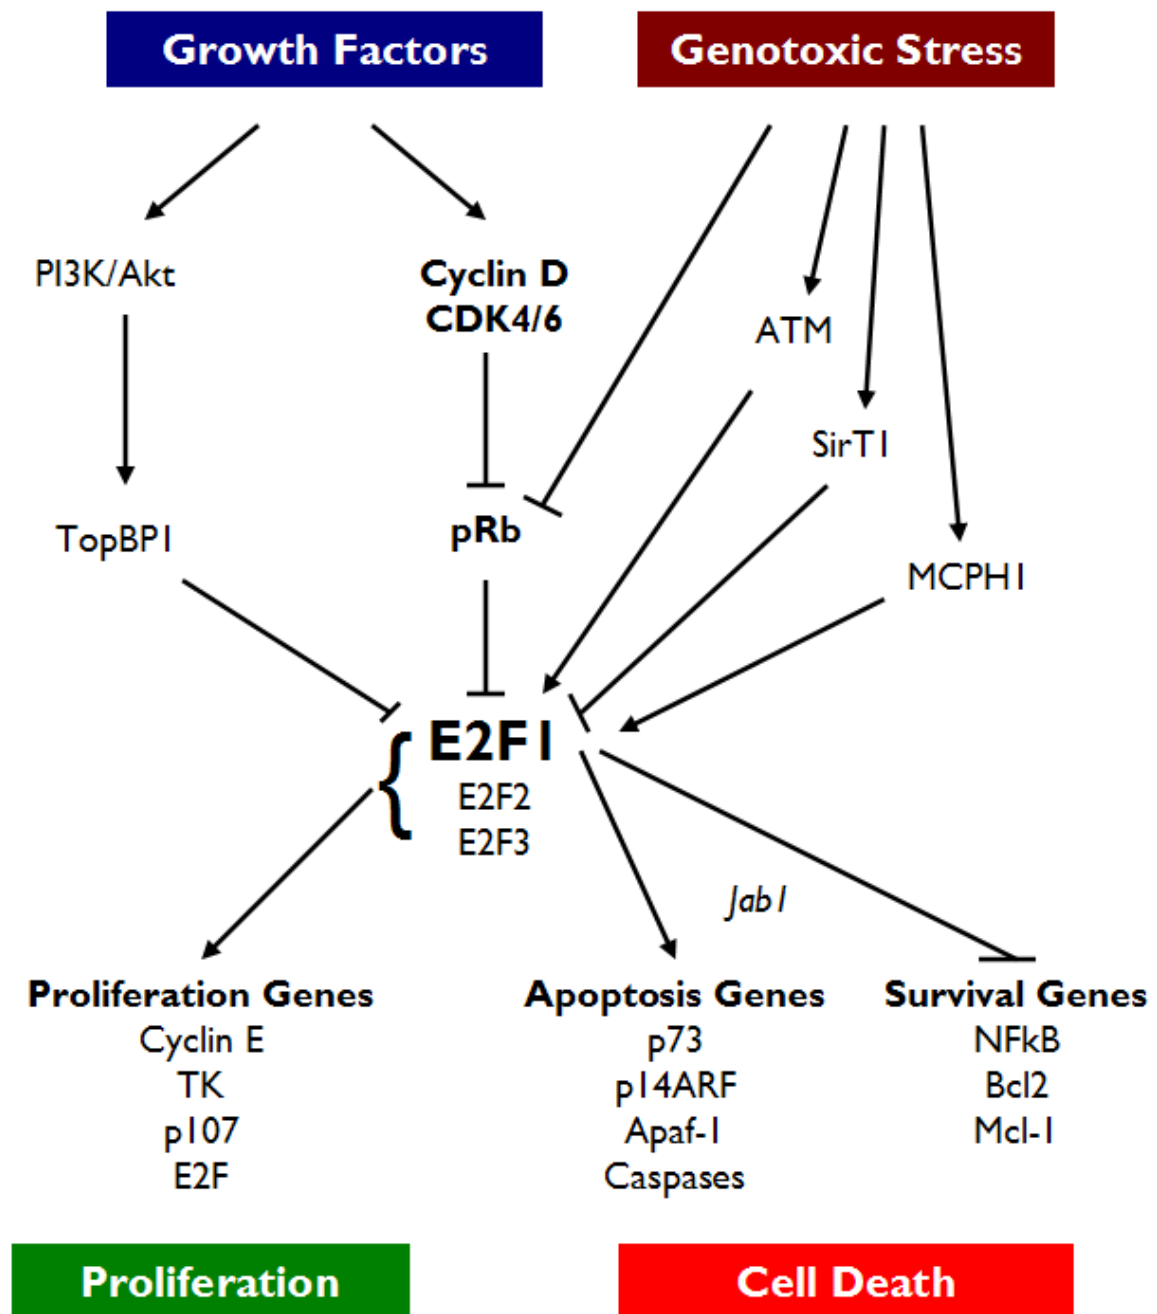 Growth Factors
Genotoxic Stress
PI3K/Akt
Cyclin D
CDK4/6
ATM
SirT1
TopBP1
pRb
MCPH1
E2F1
{
E2F2
E2F3
Jab1
Proliferation Genes
Cyclin E
TK
p107
E2F
Apoptosis Genes
p73
p14ARF
Apaf-1
Caspases
Survival Genes
NFkB
Bcl2
Mcl-1
Proliferation
Cell Death